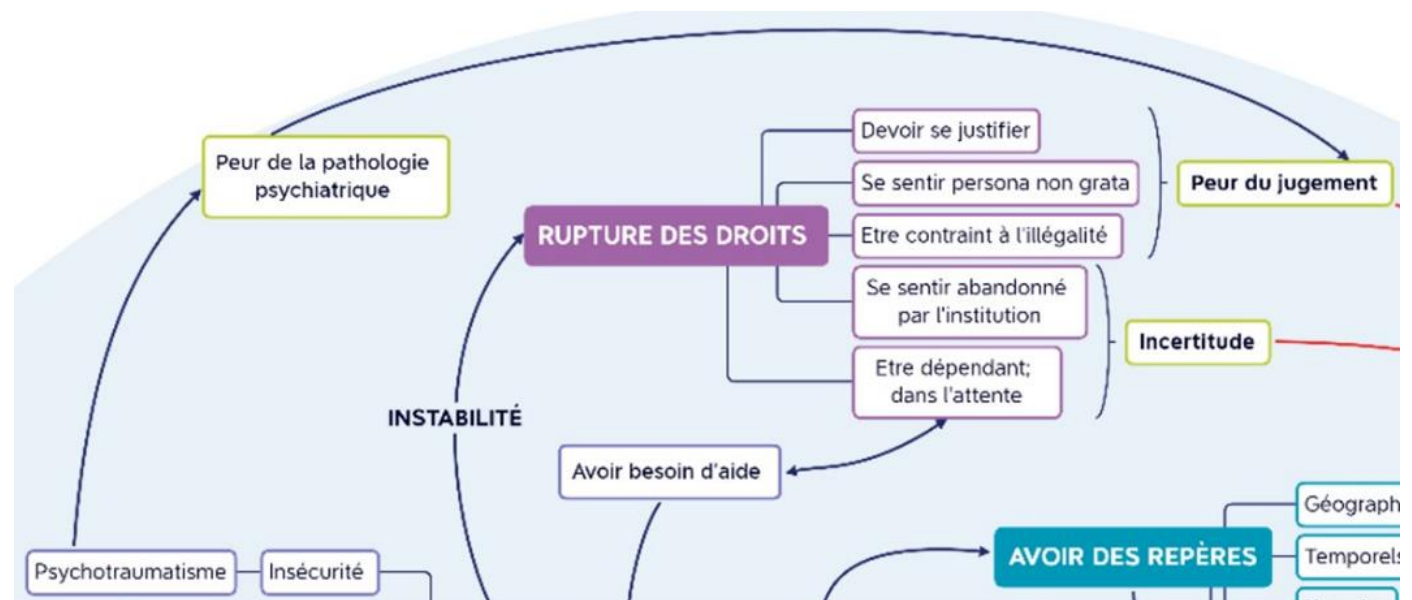 Devoir se justifier
Peur de la pathologie
psychiatrique
Se sentir persona non grata
Peur du jugement
RUPTURE DES DROITS
Etre contraint à l'illégalité
Se sentir abandonné
par l'institution
Incertitude
Etre dépendant;
dans l'attente
INSTABILITÉ
Avoir besoin d'aide
Géograph
AVOIR DES REPÈRES
Temporels
Psychotraumatisme
Insécurité